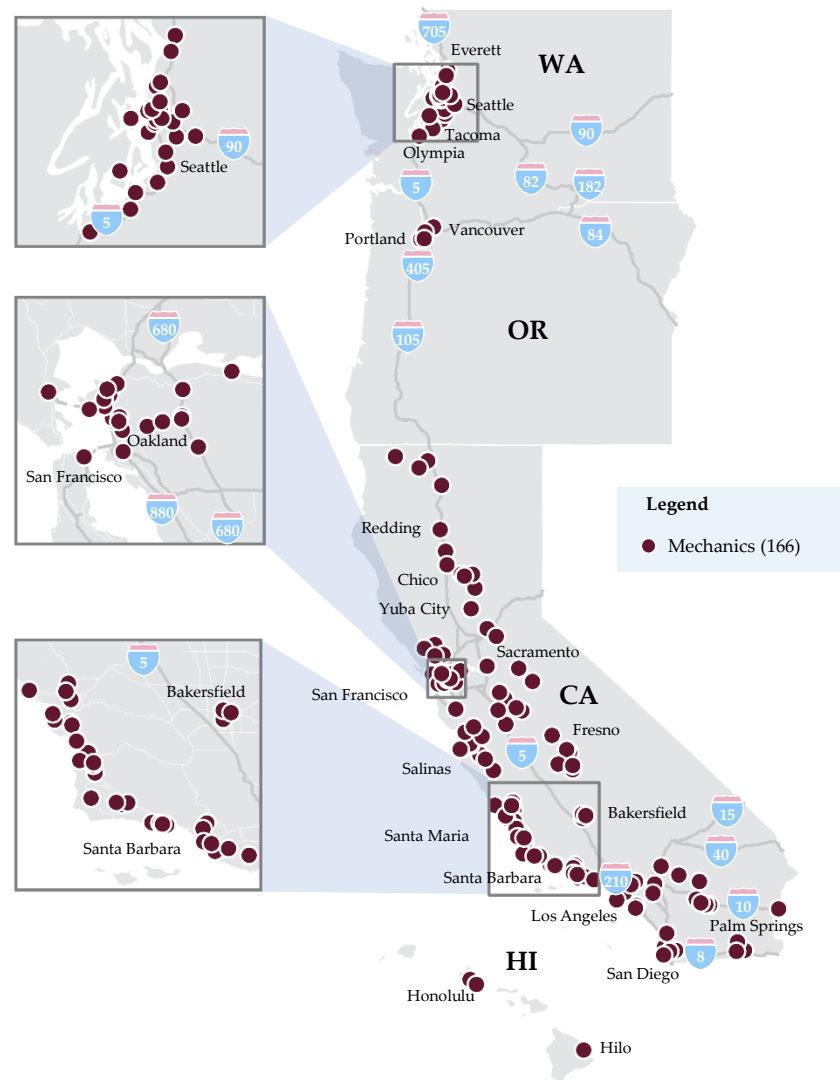 705
Everett
WA
Seattle
90
Tacoma
Olympia
5
82
182
Portland
Vancouver
84
405
OR
105
Seattle
90
5
680
Oakland
San Francisco
880
680
5
Bakersfield
Santa Barbara
Legend
Mechanics (166)
Redding
Chico
Yuba City
Sacramento
San Francisco
CA
Fresno
5
Salinas
Bakersfield
15
Santa Maria
40
Santa Barbara
210
10
Los Angeles
Palm Springs
San Diego
8
HI
Honolulu
Hilo